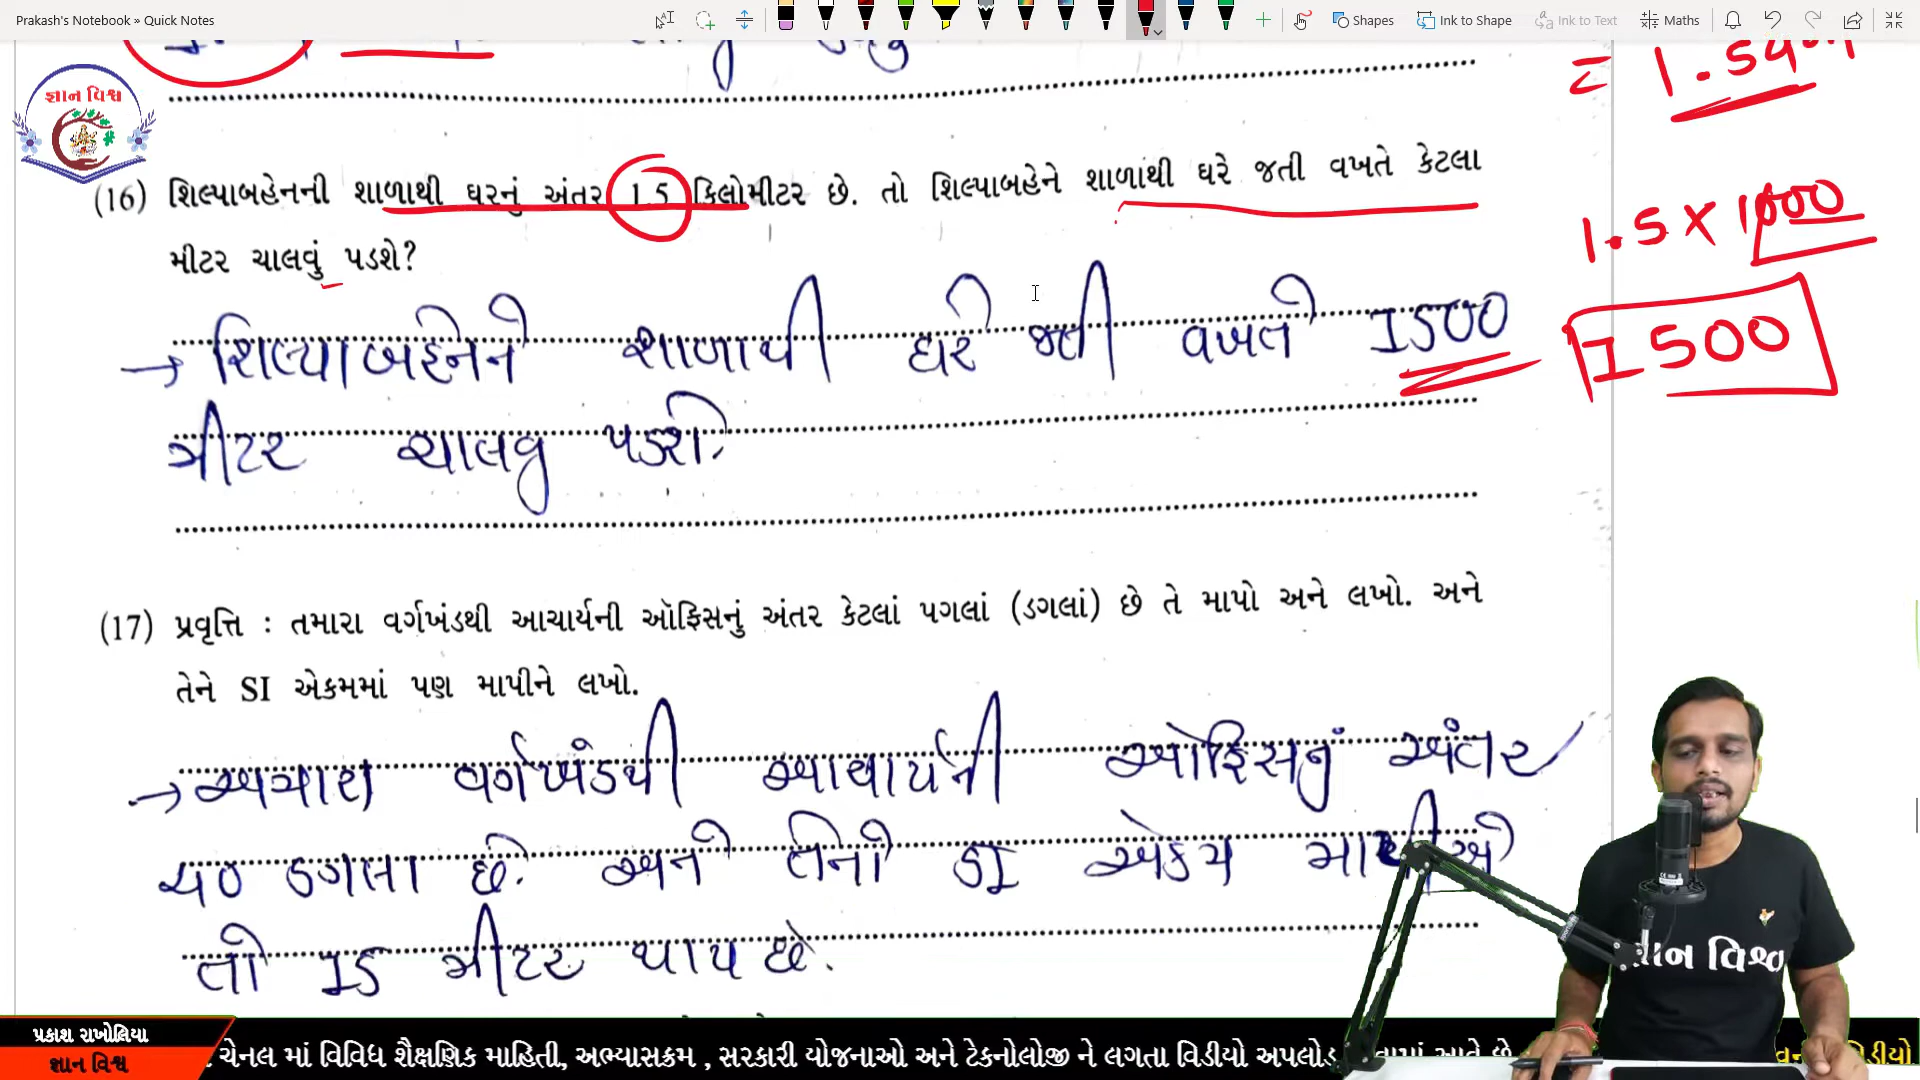 Prakash's Notebook » Quick Notes
Shapes
Ink to Shape
Ink to Text
Maths
જ્ઞાન વિશ્વ
(16) શિલ્પાબહેનની શાળાથી ઘરનું અંતર 1.5 કિલોમીટર છે. તો શિલ્પાબહેને શાળાંથી ઘરે જતી વખતે કેટલા
મીટર ચાલવું પડશે?
1.5 × 1000
1500
→ શિલ્પાબહેનને શાળાથી ઘરે જતી વખતે 1500
મીટર ચાલવુ પડશે.
(17) પ્રવૃત્તિ : તમારા વર્ગખંડથી આચાર્યની ઑફિસનું અંતર કેટલાં પગલાં (ડગલાં) છે તે માપો અને લખો. અને
તેને SI એકમમાં પણ માપીને લખો.
→ અમારા વર્ગખંડથી આચાર્યની ઓફિસનું અંતર
ડગલા છે. અને તેનો SI એકમ
તો 15 મીટર થાય છે.
જ્ઞાન વિશ્વ
પ્રકાશ રાખોલિયા
જ્ઞાન વિશ્વ
ચેનલ માં વિવિધ શૈક્ષણિક માહિતી, અભ્યાસક્રમ , સરકારી યોજનાઓ અને ટેકનોલોજી ને લગતા વિડીયો અપલોડ